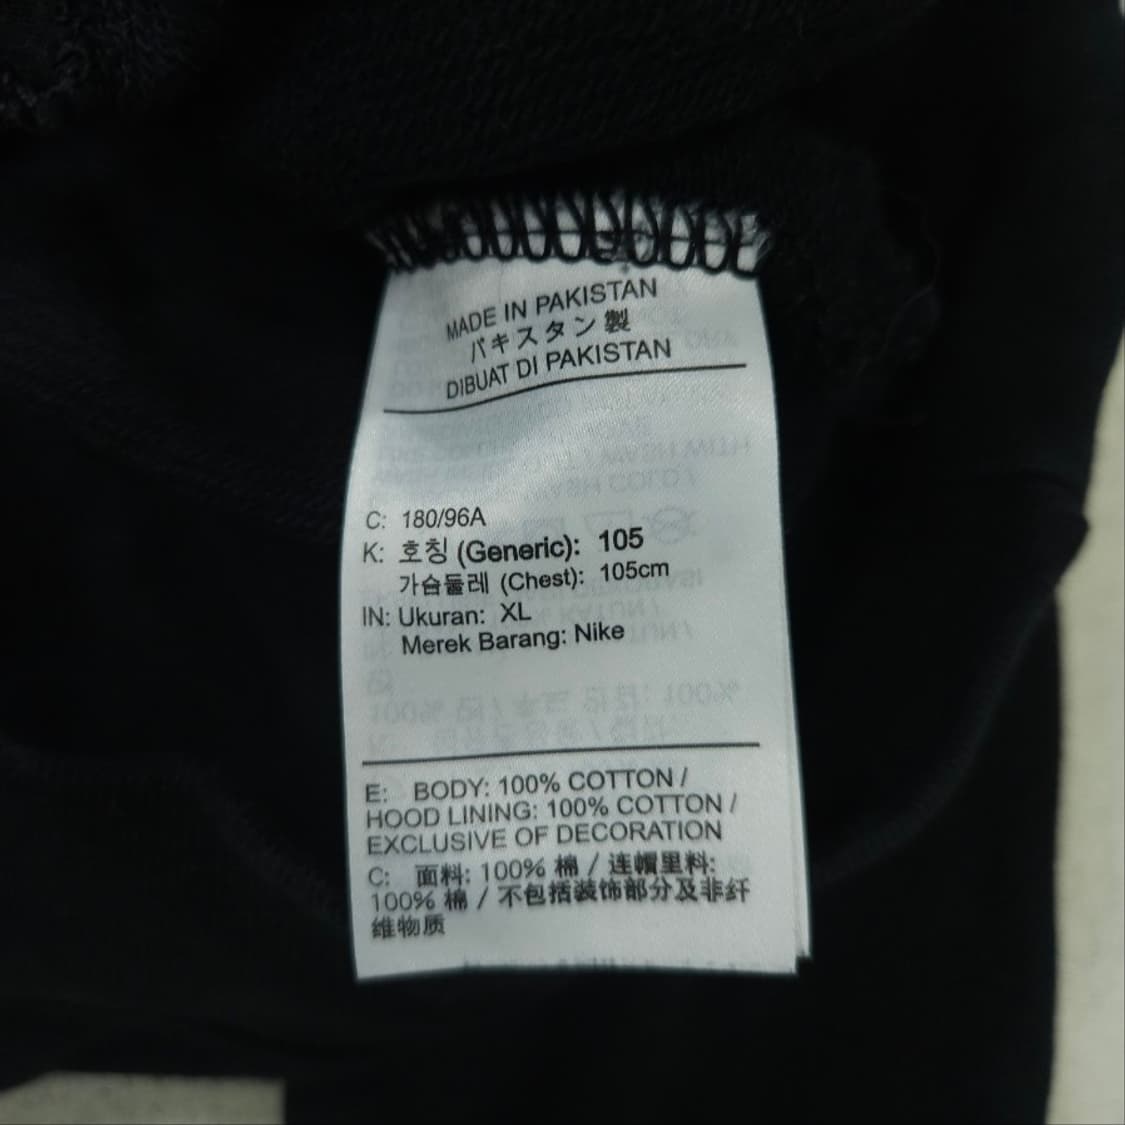 MADE IN PAKISTAN
パキスタン製
DIBUAT DI PAKISTAN
C: 180/96A
K: 호칭 (Generic): 105
가슴둘레 (Chest): 105cm
IN: Ukuran: XL
Merek Barang: Nike
E: BODY: 100% COTTON /
HOOD LINING: 100% COTTON /
EXCLUSIVE OF DECORATION
C: 面料: 100% 棉 / 连帽里料:
100% 棉 / 不包括装饰部分及非纤
维物质